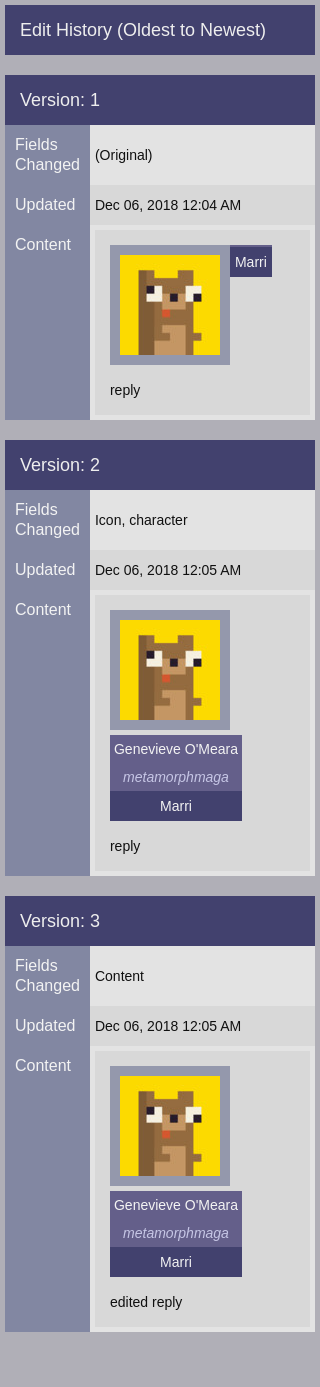 Edit History (Oldest to Newest)
Version: 1
Fields Changed
(Original)
Updated
Dec 06, 2018 12:04 AM
Content
Marri
reply
Version: 2
Fields Changed
Icon, character
Updated
Dec 06, 2018 12:05 AM
Content
Genevieve O'Meara
metamorphmaga
Marri
reply
Version: 3
Fields Changed
Content
Updated
Dec 06, 2018 12:05 AM
Content
Genevieve O'Meara
metamorphmaga
Marri
edited reply